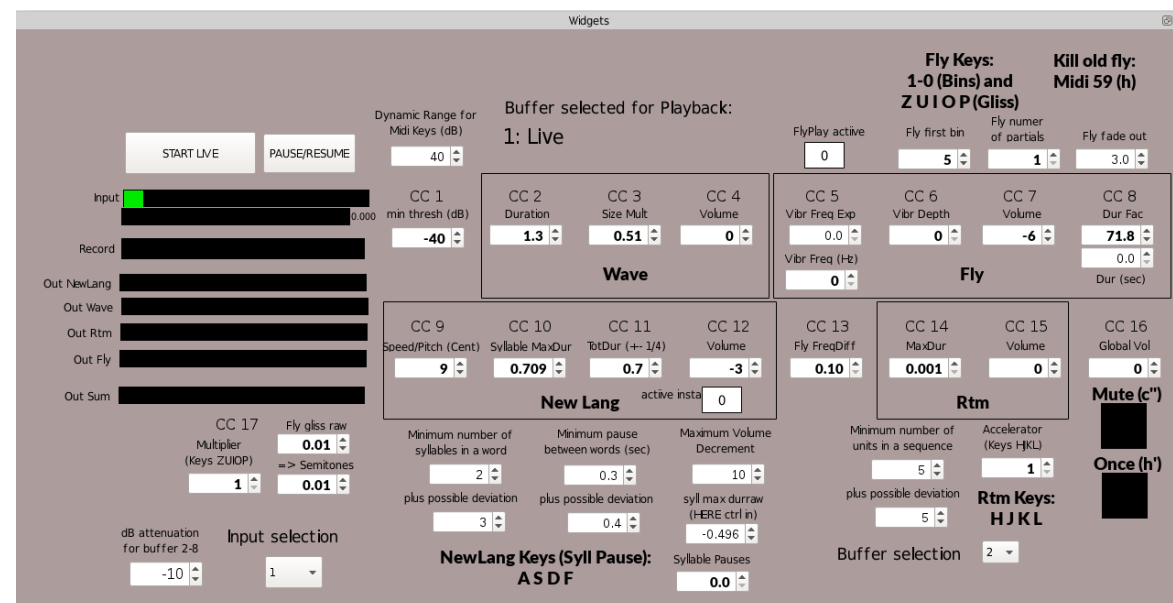 Widgets
Fly Keys:
1-0 (Bins) and
Z U I O P (Gliss)
Kill old fly:
Midi 59 (h)
Dynamic Range for
Midi Keys (dB)
40
Buffer selected for Playback:
1: Live
START LIVE
PAUSE/RESUME
FlyPlay actiive
0
Fly first bin
5
Fly numer
of partials
1
Fly fade out
3.0
Input
0.000
Record
Out NewLang
Out Wave
Out Rtm
Out Fly
Out Sum
CC 1
min thresh (dB)
-40
CC 2
Duration
1.3
CC 3
Size Mult
0.51
CC 4
Volume
0
Wave
CC 5
Vibr Freq Exp
0.0
Vibr Freq (Hz)
0
CC 6
Vibr Depth
0
CC 7
Volume
-6
CC 8
Dur Fac
71.8
0.0
Dur (sec)
Fly
CC 9
Speed/Pitch (Cent)
9
CC 10
Syllable MaxDur
0.709
CC 11
TotDur (+- 1/4)
0.7
CC 12
Volume
-3
New Lang
active insta
0
CC 13
Fly FreqDiff
0.10
CC 14
MaxDur
0.001
CC 15
Volume
0
Rtm
CC 16
Global Vol
0
Mute (c")
Once (h')
CC 17
Multiplier
(Keys ZUIOP)
1
Fly gliss raw
0.01
=> Semitones
0.01
Minimum number of
syllables in a word
2
plus possible deviation
3
Minimum pause
between words (sec)
0.3
plus possible deviation
0.4
Maximum Volume
Decrement
10
syll max durraw
(HERE ctrl in)
-0.496
Syllable Pauses
0.0
Minimum number of
units in a sequence
5
plus possible deviation
5
Accelerator
(Keys HJKL)
1
Rtm Keys:
H J K L
dB attenuation
for buffer 2-8
-10
Input selection
1
NewLang Keys (Syll Pause):
A S D F
Buffer selection
2